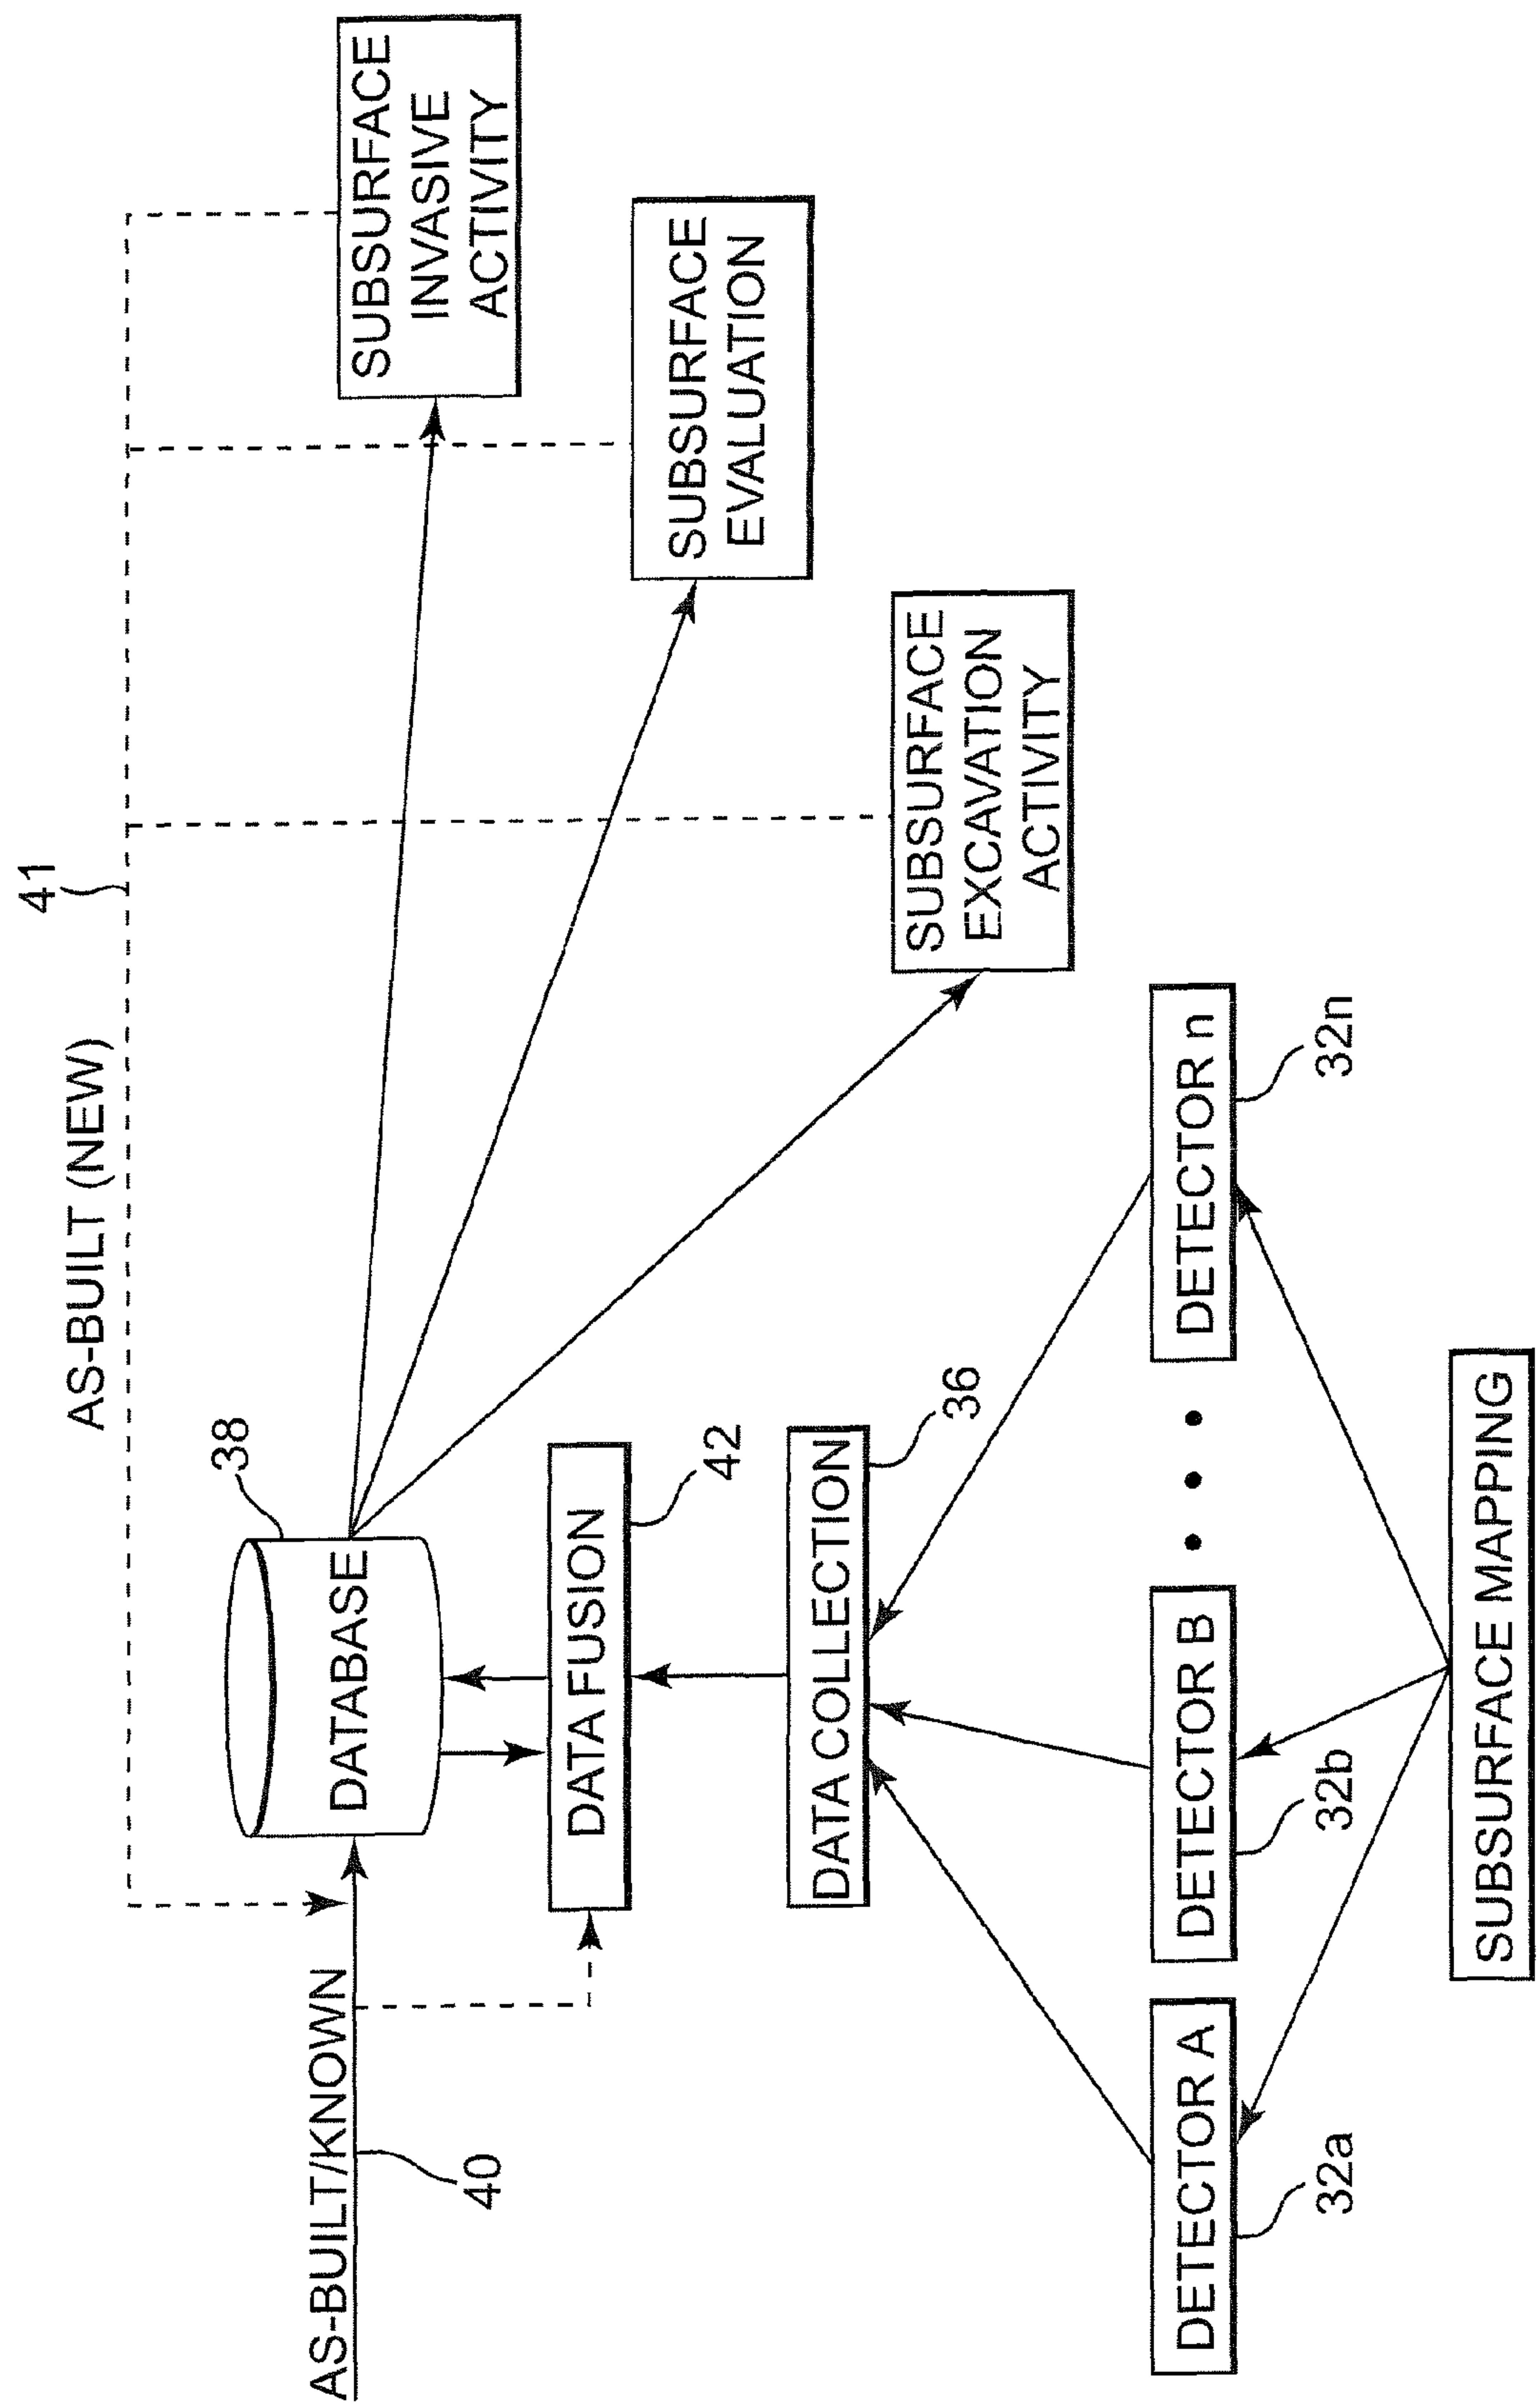 41
AS-BUILT (NEW)
38
SUBSURFACE
INVASIVE
ACTIVITY
AS-BUILT/KNOWN
40
DATABASE
SUBSURFACE
EVALUATION
DATA FUSION
42
SUBSURFACE
EXCAVATION
ACTIVITY
DATA COLLECTION
36
DETECTOR A
32a
DETECTOR B
32b
DETECTOR n
32n
SUBSURFACE MAPPING